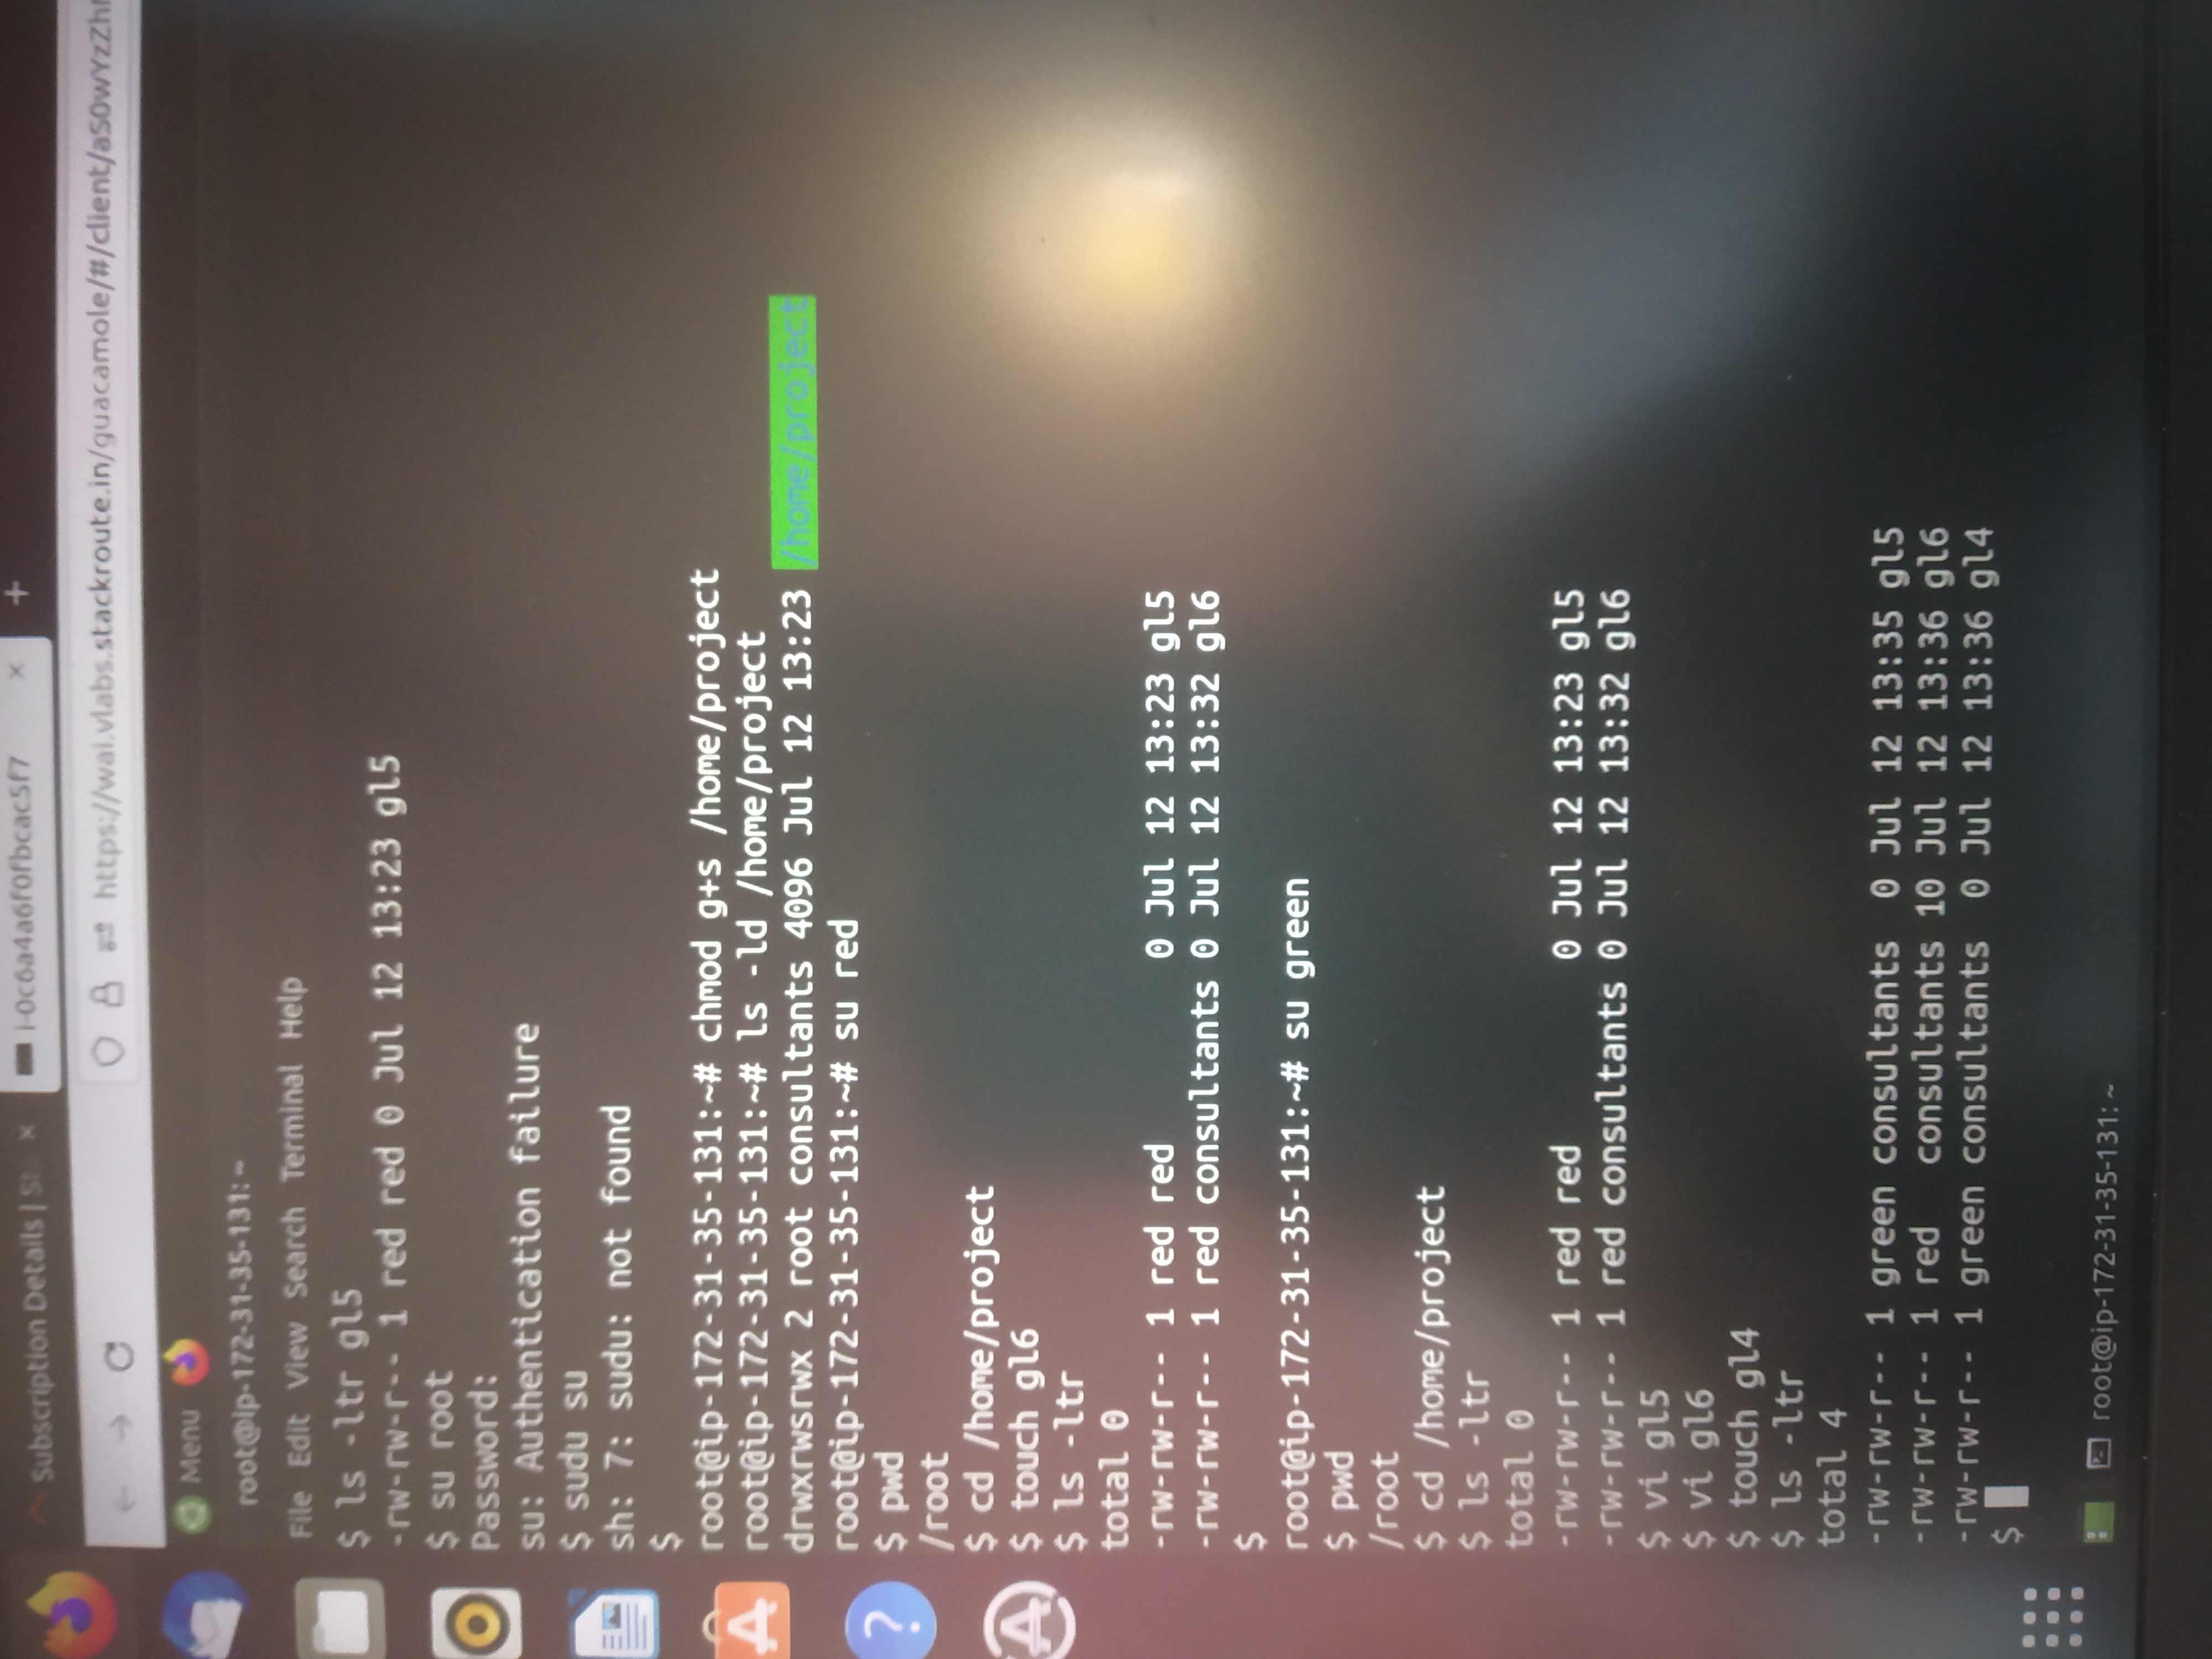 Subscription Details | St
i-0c6a4a6f0fbcac5f7
https://wai.vlabs.stackroute.in/guacamole/#/client/aS0wYzZh
Menu
root@ip-172-31-35-131: ~
File Edit View Search Terminal Help
$ ls -ltr gl5
-rw-rw-r-- 1 red red 0 Jul 12 13:23 gl5
$ su root
Password:
su: Authentication failure
$ sudu su
sh: 7: sudu: not found
$
root@ip-172-31-35-131:~# chmod g+s /home/project
root@ip-172-31-35-131:~# ls -ld /home/project
drwxrwsrwx 2 root consultants 4096 Jul 12 13:23 /home/project
root@ip-172-31-35-131:~# su red
$ pwd
/root
$ cd /home/project
$ touch gl6
$ ls -ltr
total 0
-rw-rw-r-- 1 red red         0 Jul 12 13:23 gl5
-rw-rw-r-- 1 red consultants 0 Jul 12 13:32 gl6
$
root@ip-172-31-35-131:~# su green
$ pwd
/root
$ cd /home/project
$ ls -ltr
total 0
-rw-rw-r-- 1 red red         0 Jul 12 13:23 gl5
-rw-rw-r-- 1 red consultants 0 Jul 12 13:32 gl6
$ vi gl5
$ vi gl6
$ touch gl4
$ ls -ltr
total 4
-rw-rw-r-- 1 green consultants  0 Jul 12 13:35 gl5
-rw-rw-r-- 1 red   consultants 10 Jul 12 13:36 gl6
-rw-rw-r-- 1 green consultants  0 Jul 12 13:36 gl4
$
root@ip-172-31-35-131: ~